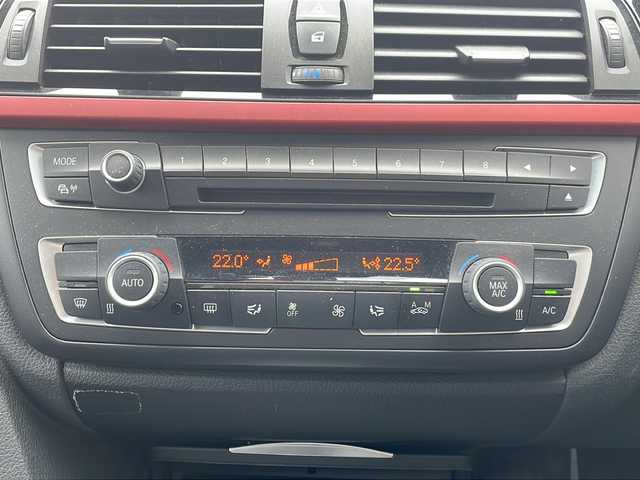 MODE 1 2 3 4 5 6 7 8
22.0° 22.5°
AUTO MAX A/C
OFF A M A/C